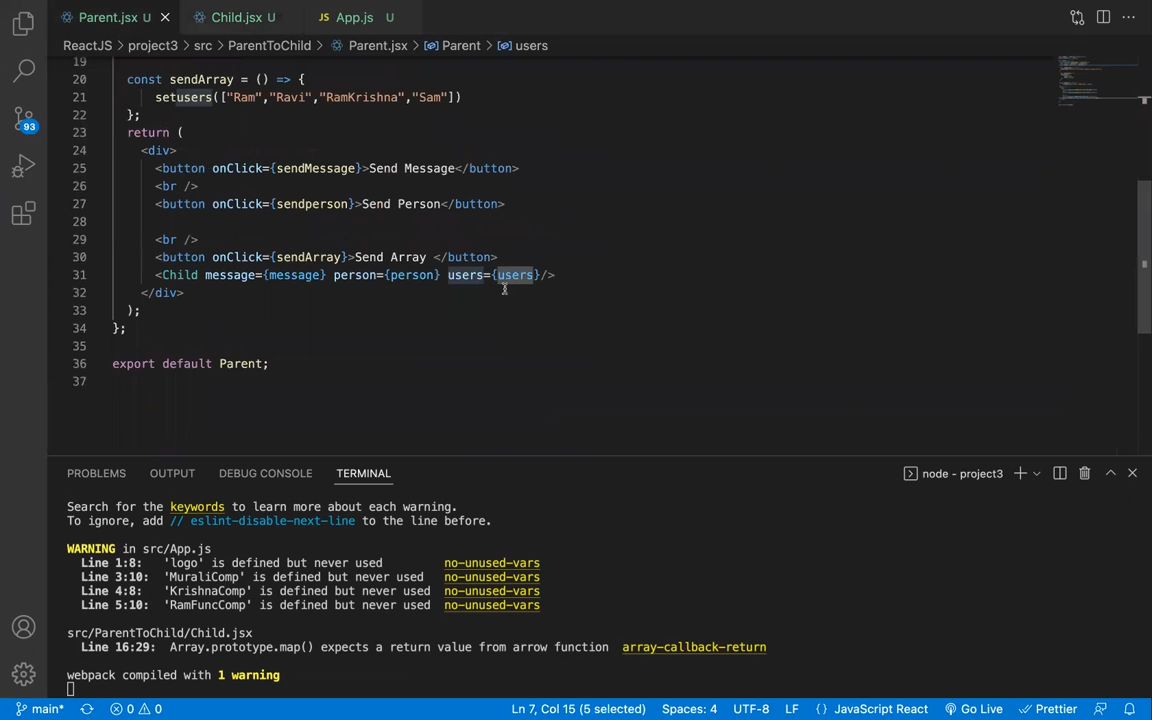 Parent.jsx U
Child.jsx U
JS App.js U
ReactJS > project3 > src > ParentToChild > Parent.jsx > Parent > users
19
20 const sendArray = () => {
21 setusers(["Ram","Ravi","RamKrishna","Sam"])
22 };
23 return (
24 <div>
25 <button onClick={sendMessage}>Send Message</button>
26 <br />
27 <button onClick={sendperson}>Send Person</button>
28
29 <br />
30 <button onClick={sendArray}>Send Array </button>
31 <Child message={message} person={person} users={users}/>
32 </div>
33 );
34 };
35
36 export default Parent;
37
93
PROBLEMS OUTPUT DEBUG CONSOLE TERMINAL
node - project3
Search for the keywords to learn more about each warning.
To ignore, add // eslint-disable-next-line to the line before.
WARNING in src/App.js
Line 1:8: 'logo' is defined but never used no-unused-vars
Line 3:10: 'MuraliComp' is defined but never used no-unused-vars
Line 4:8: 'KrishnaComp' is defined but never used no-unused-vars
Line 5:10: 'RamFuncComp' is defined but never used no-unused-vars
src/ParentToChild/Child.jsx
Line 16:29: Array.prototype.map() expects a return value from arrow function array-callback-return
webpack compiled with 1 warning
main* 0 0 Ln 7, Col 15 (5 selected) Spaces: 4 UTF-8 LF {} JavaScript React Go Live Prettier